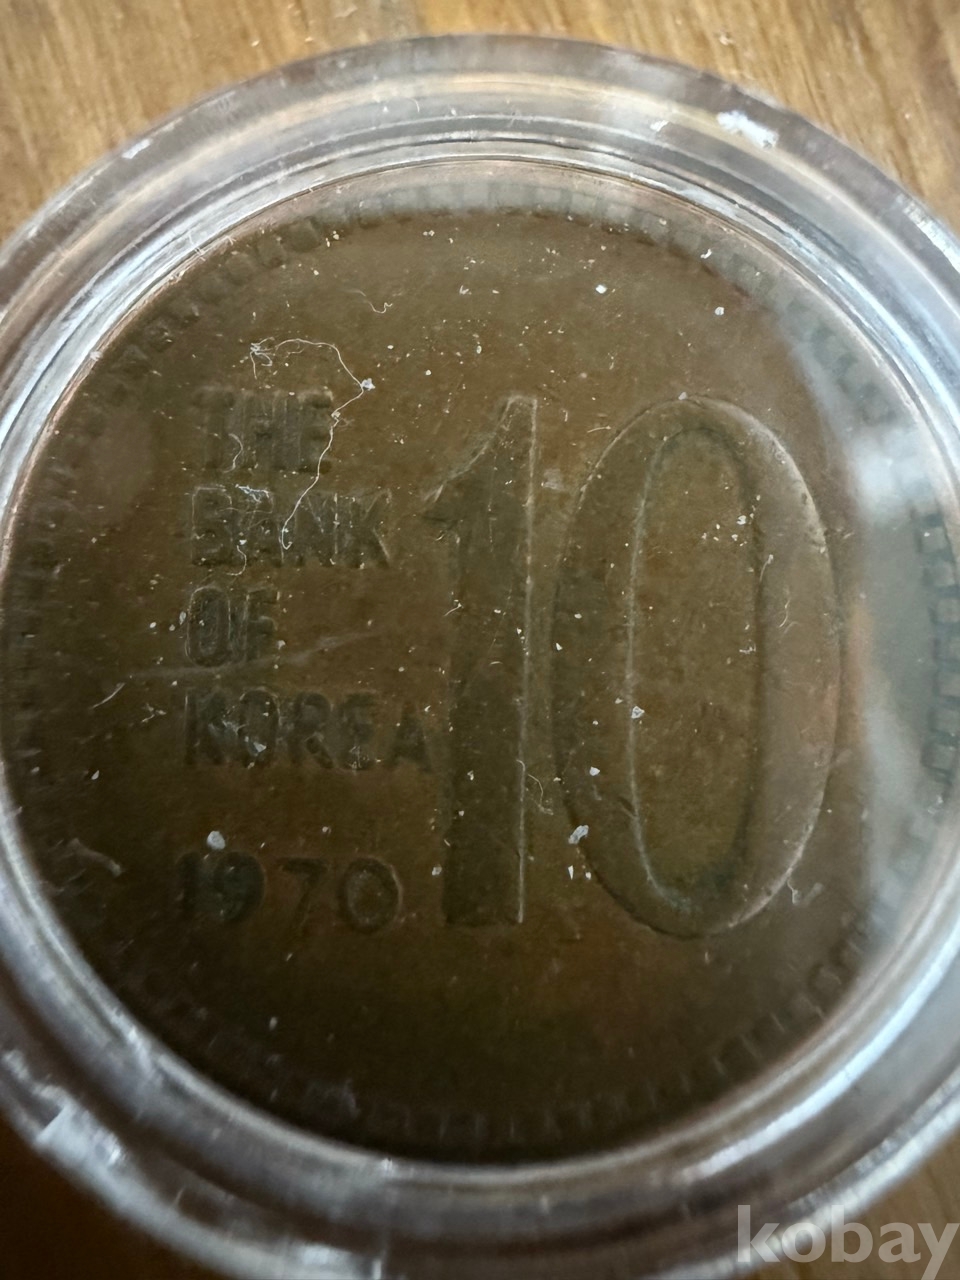 THE
BANK
OF
KOREA
1970
10
kobay